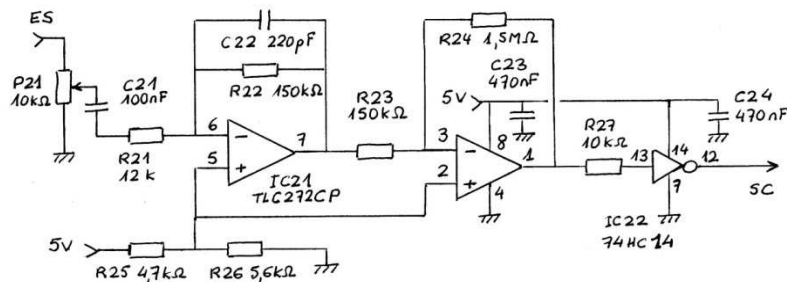 ES
P21
10kΩ
C21
100nF
R21
12k
C22 220pF
R22 150kΩ
6
5
7
IC21
TLC272CP
R23
150kΩ
R24 1,5MΩ
C23
470nF
5V
3
2
8
1
4
R27
10kΩ
13
14
12
7
C24
470nF
SC
IC22
74HC14
5V
R25 4,7kΩ
R26 5,6kΩ